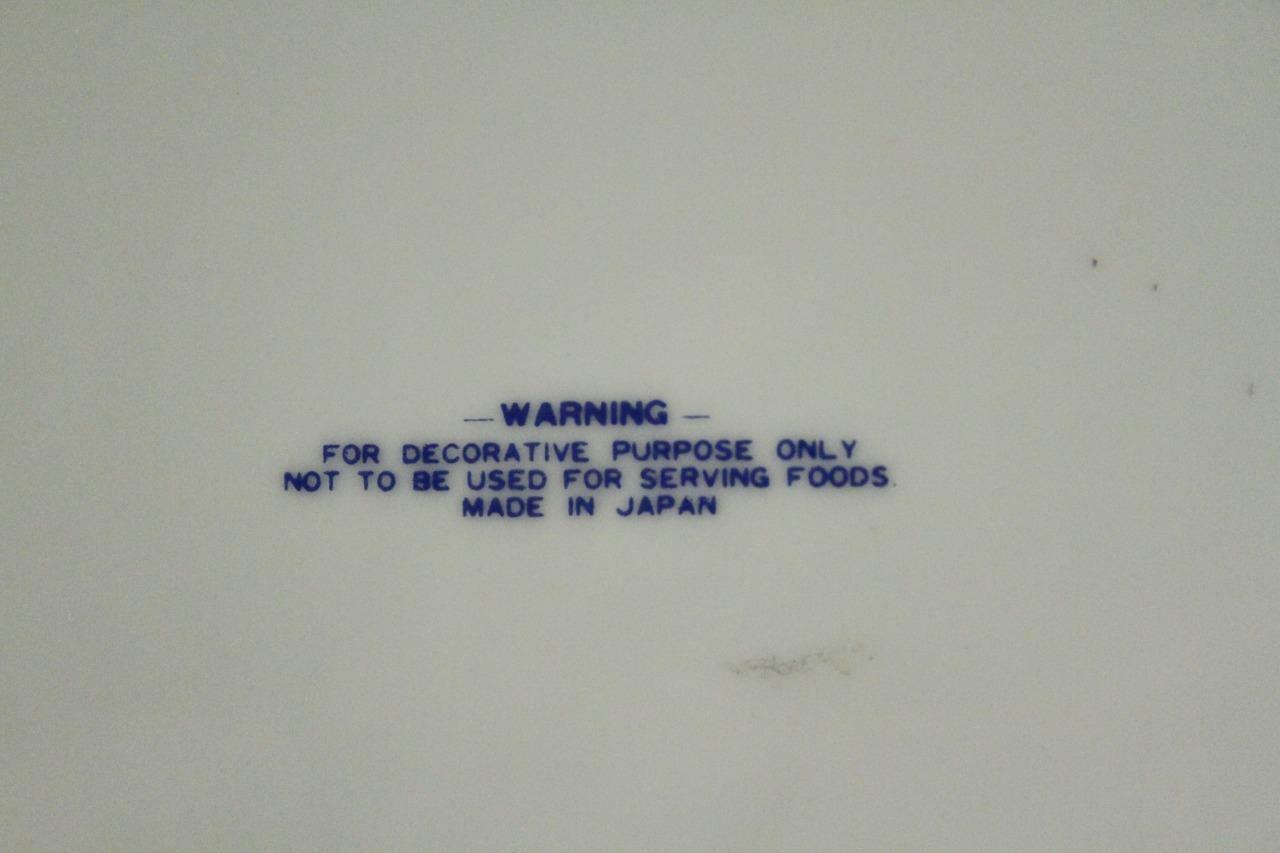 — WARNING —
FOR DECORATIVE PURPOSE ONLY
NOT TO BE USED FOR SERVING FOODS.
MADE IN JAPAN